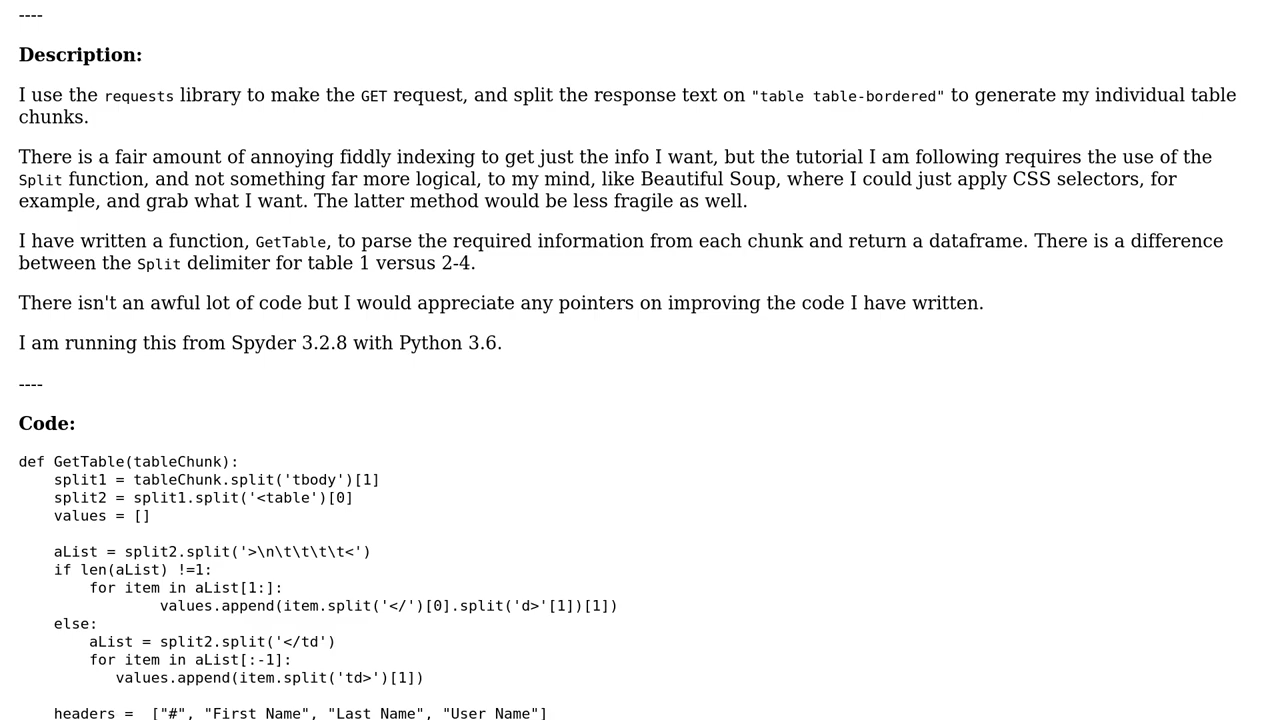 ----
Description:
I use the requests library to make the GET request, and split the response text on "table table-bordered" to generate my individual table
chunks.
There is a fair amount of annoying fiddly indexing to get just the info I want, but the tutorial I am following requires the use of the
Split function, and not something far more logical, to my mind, like Beautiful Soup, where I could just apply CSS selectors, for
example, and grab what I want. The latter method would be less fragile as well.
I have written a function, GetTable, to parse the required information from each chunk and return a dataframe. There is a difference
between the Split delimiter for table 1 versus 2-4.
There isn't an awful lot of code but I would appreciate any pointers on improving the code I have written.
I am running this from Spyder 3.2.8 with Python 3.6.
----
Code:
def GetTable(tableChunk):
    split1 = tableChunk.split('tbody')[1]
    split2 = split1.split('<table')[0]
    values = []
    aList = split2.split('>\n\t\t\t\t<')
    if len(aList) !=1:
        for item in aList[1:]:
                values.append(item.split('</')[0].split('d>'[1])[1])
    else:
        aList = split2.split('</td')
        for item in aList[:-1]:
           values.append(item.split('td>')[1])
    headers =  ["#", "First Name", "Last Name", "User Name"]